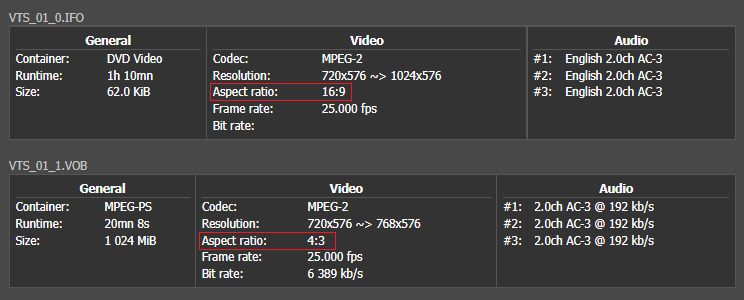 VTS_01_0.IFO
General Video Audio
Container: DVD Video Codec: MPEG-2 #1: English 2.0ch AC-3
Runtime: 1h 10mn Resolution: 720x576 ~> 1024x576 #2: English 2.0ch AC-3
Size: 62.0 KiB Aspect ratio: 16:9 #3: English 2.0ch AC-3
Frame rate: 25.000 fps
Bit rate:
VTS_01_1.VOB
General Video Audio
Container: MPEG-PS Codec: MPEG-2 #1: 2.0ch AC-3 @ 192 kb/s
Runtime: 20mn 8s Resolution: 720x576 ~> 768x576 #2: 2.0ch AC-3 @ 192 kb/s
Size: 1 024 MiB Aspect ratio: 4:3 #3: 2.0ch AC-3 @ 192 kb/s
Frame rate: 25.000 fps
Bit rate: 6 389 kb/s